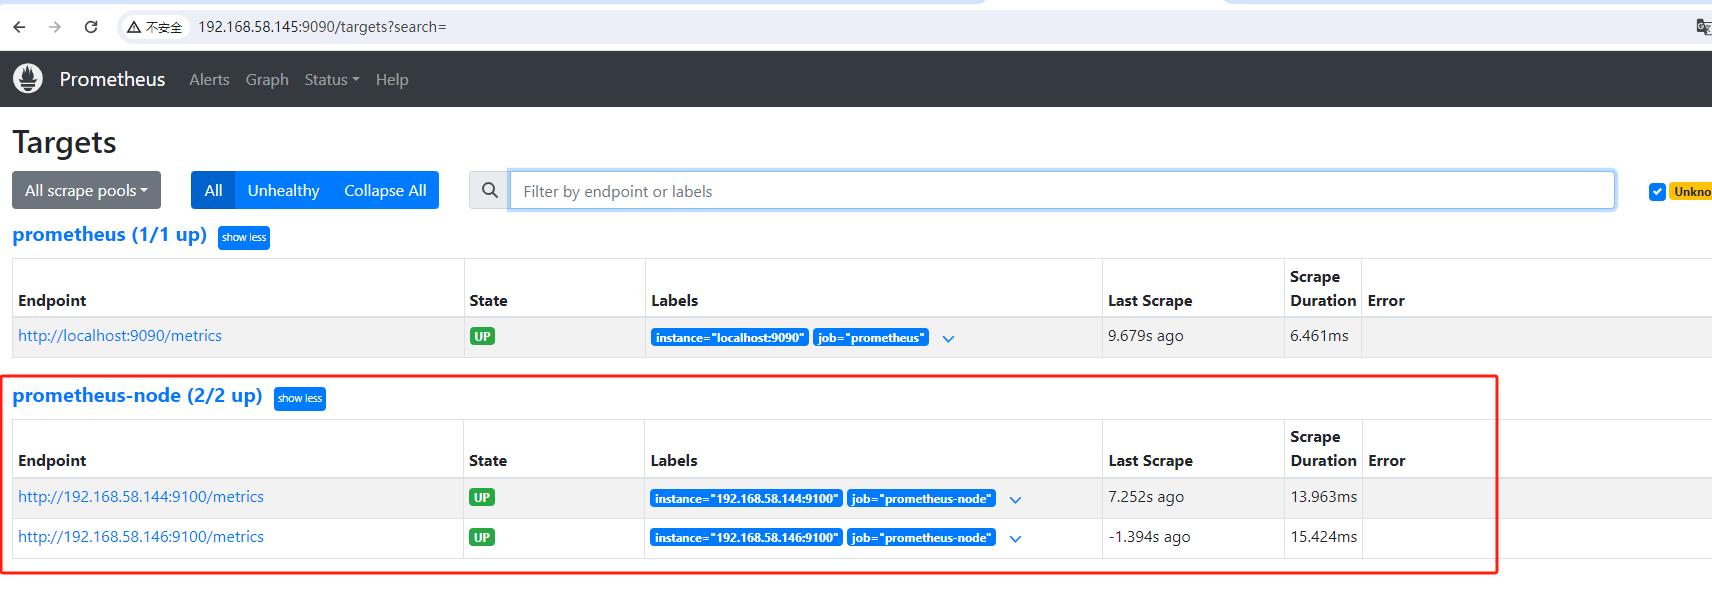 不安全 192.168.58.145:9090/targets?search=
Prometheus Alerts Graph Status Help
Targets
All scrape pools All Unhealthy Collapse All Filter by endpoint or labels Unkno
prometheus (1/1 up) show less
Endpoint State Labels Last Scrape Scrape Duration Error
http://localhost:9090/metrics UP instance="localhost:9090" job="prometheus" 9.679s ago 6.461ms
prometheus-node (2/2 up) show less
Endpoint State Labels Last Scrape Scrape Duration Error
http://192.168.58.144:9100/metrics UP instance="192.168.58.144:9100" job="prometheus-node" 7.252s ago 13.963ms
http://192.168.58.146:9100/metrics UP instance="192.168.58.146:9100" job="prometheus-node" -1.394s ago 15.424ms